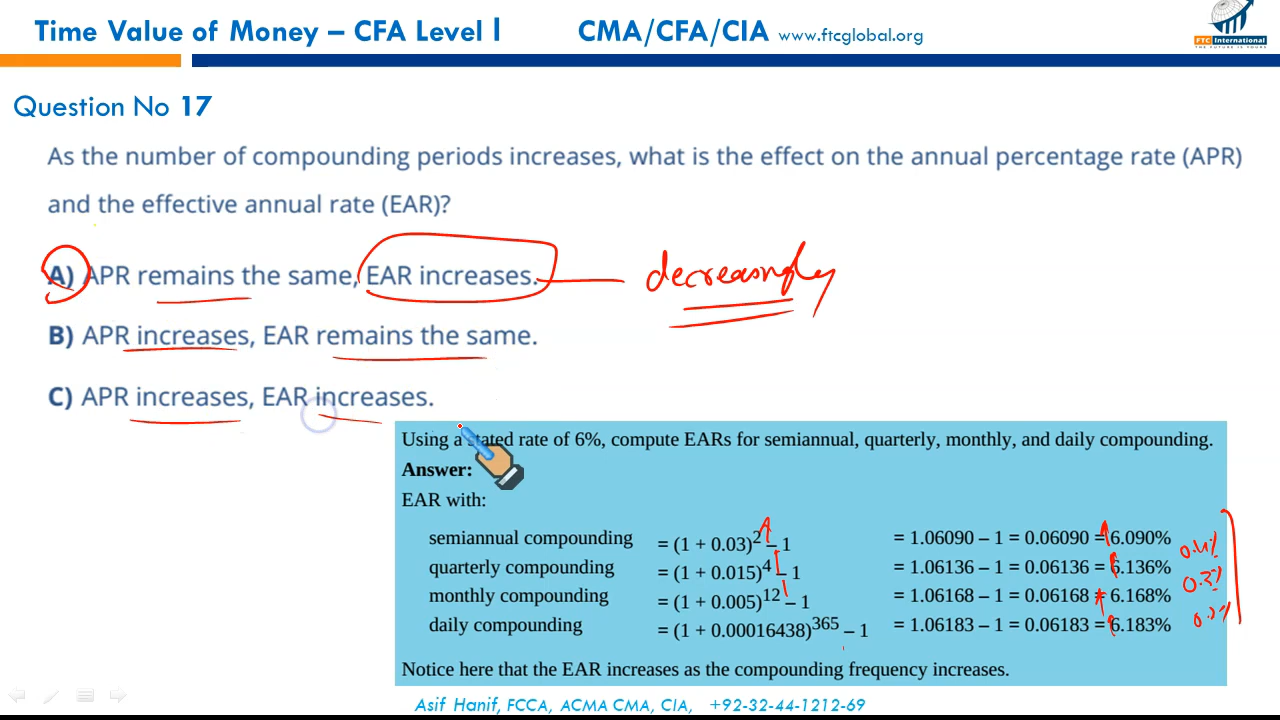 Time Value of Money – CFA Level I CMA/CFA/CIA www.ftcglobal.org
FTC International
Question No 17
As the number of compounding periods increases, what is the effect on the annual percentage rate (APR)
and the effective annual rate (EAR)?
A) APR remains the same, EAR increases. decreasingly
B) APR increases, EAR remains the same.
C) APR increases, EAR increases.
Using a stated rate of 6%, compute EARs for semiannual, quarterly, monthly, and daily compounding.
Answer:
EAR with:
semiannual compounding = (1 + 0.03)² – 1 = 1.06090 – 1 = 0.06090 = 6.090%
quarterly compounding = (1 + 0.015)⁴ – 1 = 1.06136 – 1 = 0.06136 = 6.136%
monthly compounding = (1 + 0.005)¹² – 1 = 1.06168 – 1 = 0.06168 = 6.168%
daily compounding = (1 + 0.00016438)³⁶⁵ – 1 = 1.06183 – 1 = 0.06183 = 6.183%
Notice here that the EAR increases as the compounding frequency increases.
Asif Hanif, FCCA, ACMA CMA, CIA, +92-32-44-1212-69